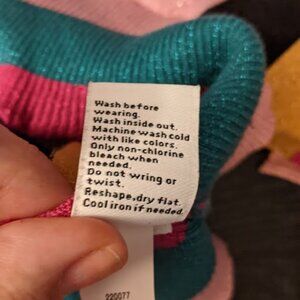 Wash before
wearing.
Wash inside out.
Machine wash cold
with like colors.
Only non-chlorine
bleach when
needed.
Do not wring or
twist.
Reshape,dry flat.
Cool iron if needed.
220077